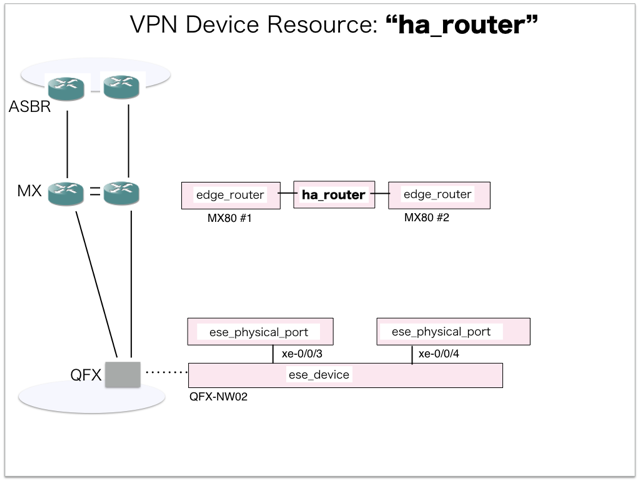 VPN Device Resource: “ha_router”
ASBR
MX
=
edge_router
ha_router
edge_router
MX80 #1
MX80 #2
ese_physical_port
ese_physical_port
xe-0/0/3
xe-0/0/4
QFX
ese_device
QFX-NW02